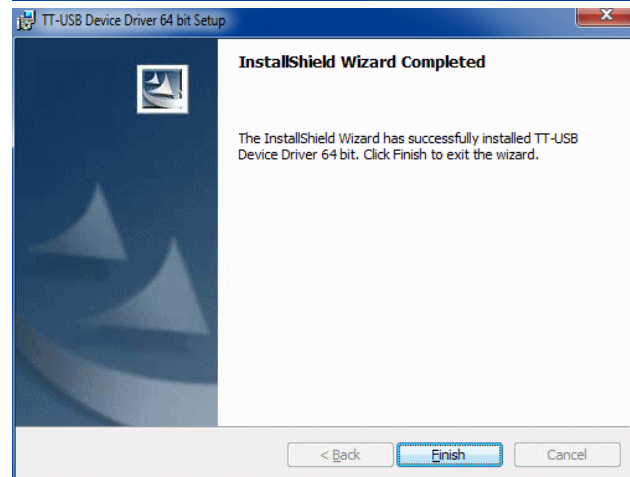 TT-USB Device Driver 64 bit Setup
InstallShield Wizard Completed
The InstallShield Wizard has successfully installed TT-USB
Device Driver 64 bit. Click Finish to exit the wizard.
< Back Finish Cancel